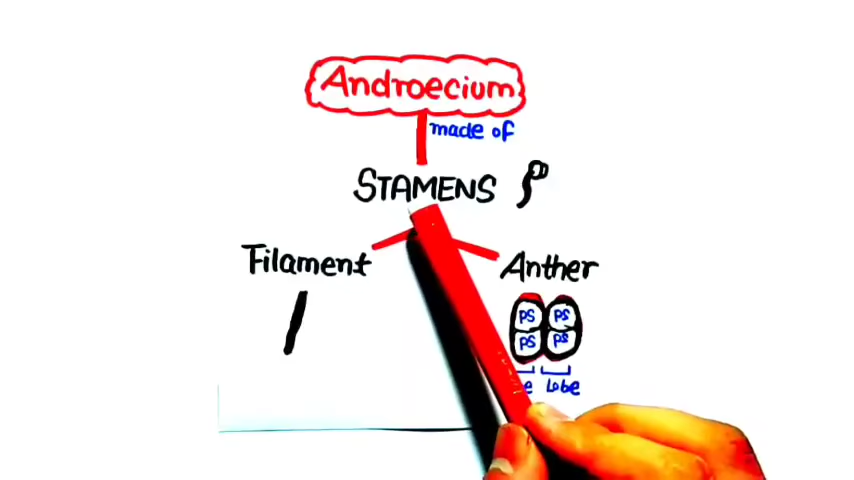 Androecium
made of
STAMENS
Filament
Anther
PS PS
PS PS
Lobe